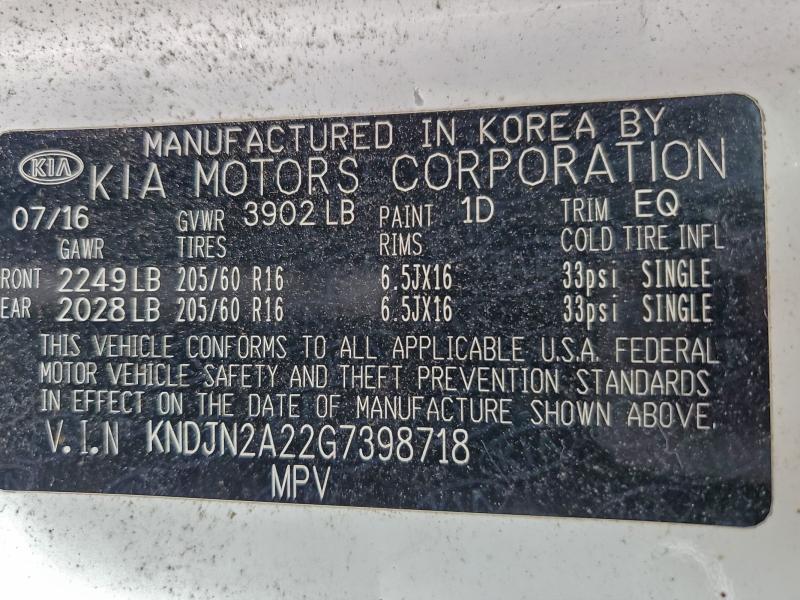 MANUFACTURED IN KOREA BY
KIA KIA MOTORS CORPORATION
07/16 GVWR 3902 LB PAINT 1D TRIM EQ
GAWR TIRES RIMS COLD TIRE INFL
FRONT 2249 LB 205/60 R16 6.5JX16 33psi SINGLE
EAR 2028 LB 205/60 R16 6.5JX16 33psi SINGLE
THIS VEHICLE CONFORMS TO ALL APPLICABLE U.S.A. FEDERAL
MOTOR VEHICLE SAFETY AND THEFT PREVENTION STANDARDS
IN EFFECT ON THE DATE OF MANUFACTURE SHOWN ABOVE.
V.I.N KNDJN2A22G7398718
MPV